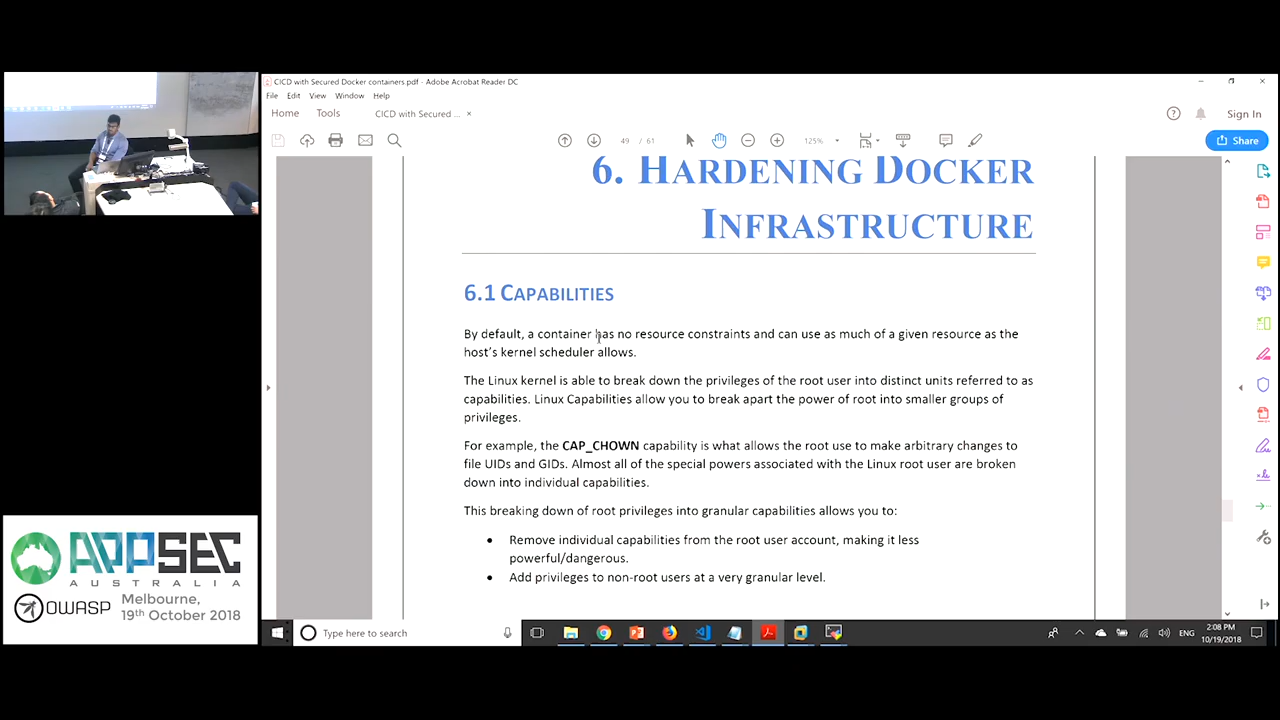 CICD with Secured Docker containers.pdf - Adobe Acrobat Reader DC
File Edit View Window Help
Home Tools CICD with Secured ... ×
Sign In
49 / 61
125%
Share
6. HARDENING DOCKER
INFRASTRUCTURE
6.1 CAPABILITIES
By default, a container has no resource constraints and can use as much of a given resource as the
host's kernel scheduler allows.
The Linux kernel is able to break down the privileges of the root user into distinct units referred to as
capabilities. Linux Capabilities allow you to break apart the power of root into smaller groups of
privileges.
For example, the CAP_CHOWN capability is what allows the root use to make arbitrary changes to
file UIDs and GIDs. Almost all of the special powers associated with the Linux root user are broken
down into individual capabilities.
This breaking down of root privileges into granular capabilities allows you to:
• Remove individual capabilities from the root user account, making it less
powerful/dangerous.
• Add privileges to non-root users at a very granular level.
APPSEC
AUSTRALIA
OWASP
Melbourne,
19th October 2018
Type here to search
ENG
2:08 PM
10/19/2018